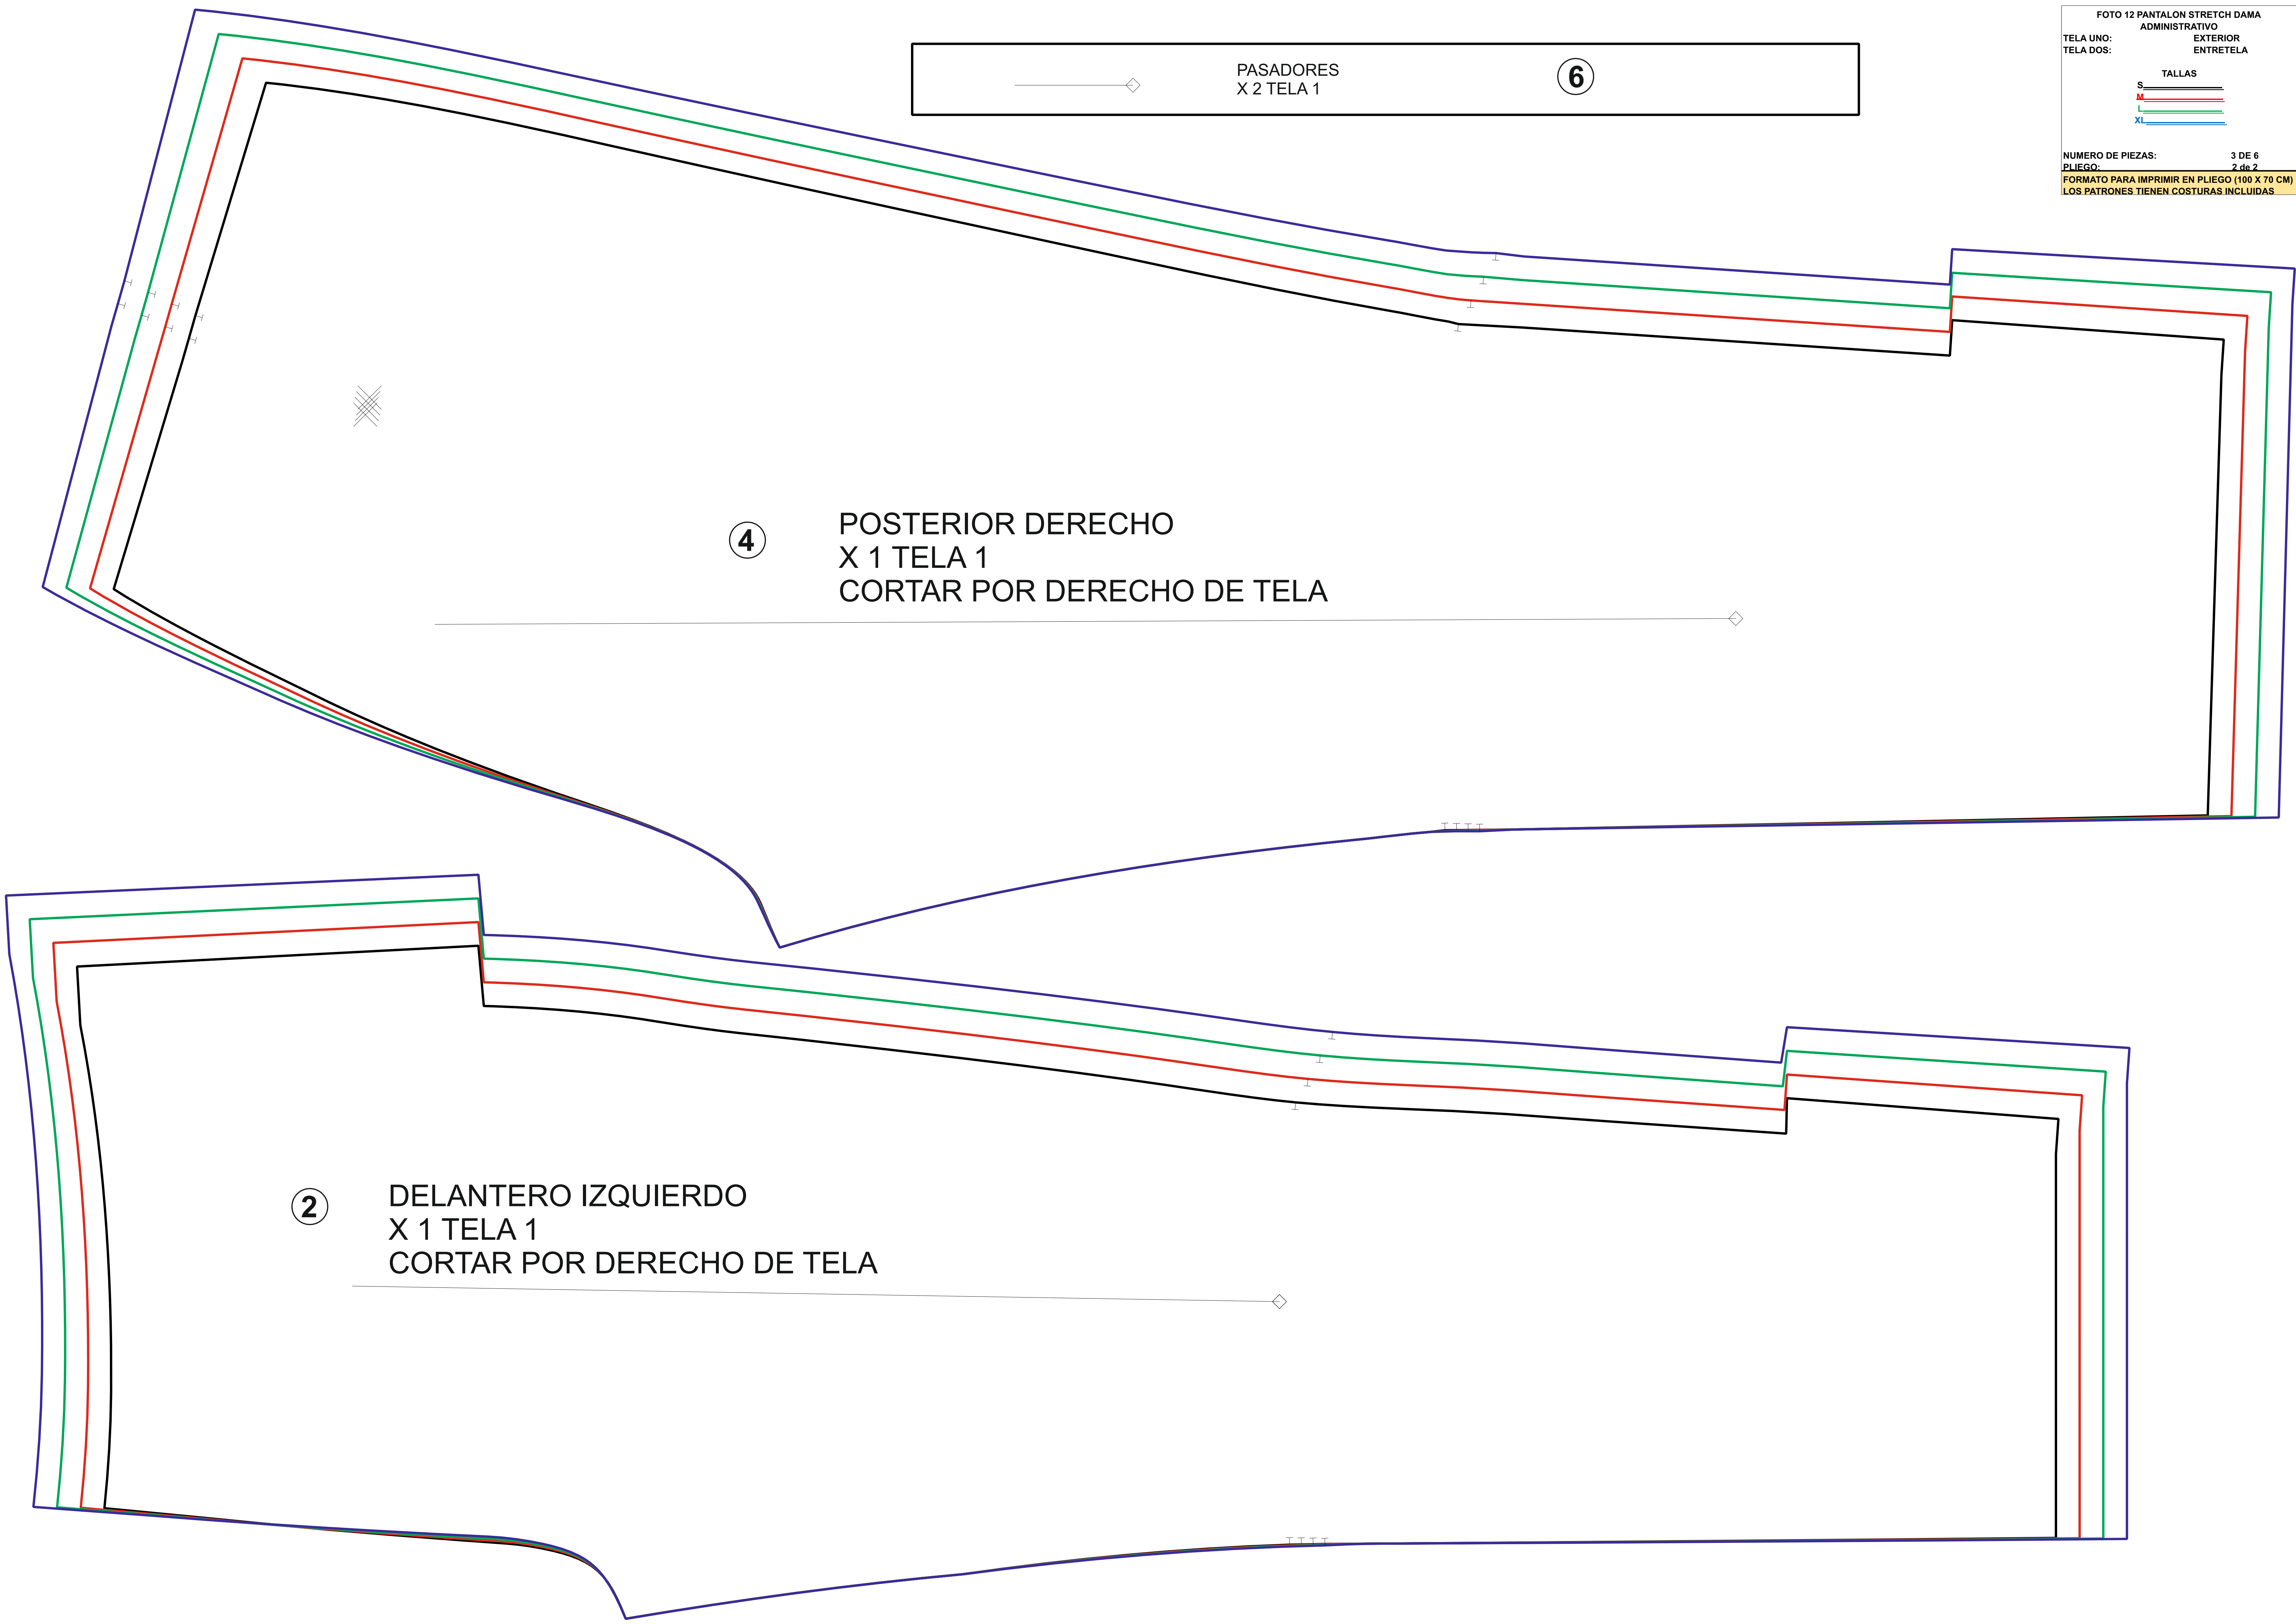 FOTO 12 PANTALON STRETCH DAMA
ADMINISTRATIVO
TELA UNO: EXTERIOR
TELA DOS: ENTRETELA
TALLAS
S
M
L
XL
NUMERO DE PIEZAS: 3 DE 6
PLIEGO: 2 de 2
FORMATO PARA IMPRIMIR EN PLIEGO (100 X 70 CM)
LOS PATRONES TIENEN COSTURAS INCLUIDAS
PASADORES
X 2 TELA 1
6
4
POSTERIOR DERECHO
X 1 TELA 1
CORTAR POR DERECHO DE TELA
2
DELANTERO IZQUIERDO
X 1 TELA 1
CORTAR POR DERECHO DE TELA